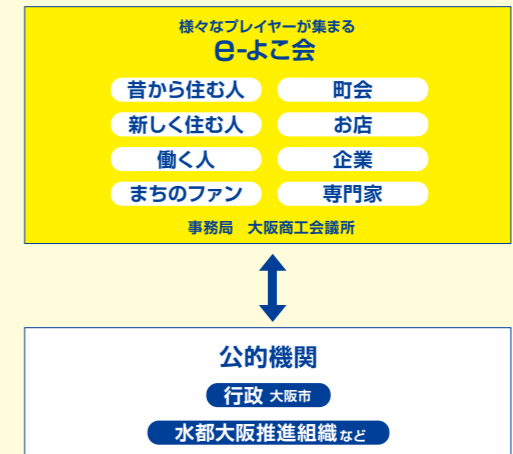 様々なプレイヤーが集まる
e-よこ会
昔から住む人 町会
新しく住む人 お店
働く人 企業
まちのファン 専門家
事務局 大阪商工会議所
公的機関
行政 大阪市
水都大阪推進組織など